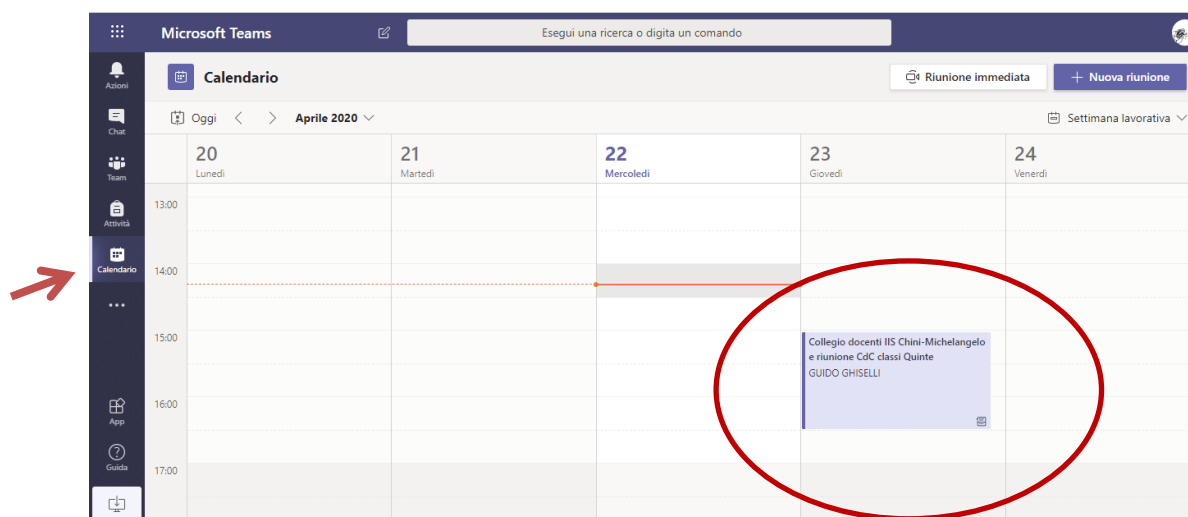 Microsoft Teams
Esegui una ricerca o digita un comando
Azioni
Chat
Team
Attività
Calendario
App
Guida
Calendario
Riunione immediata
+ Nuova riunione
Oggi
Aprile 2020
Settimana lavorativa
20
Lunedì
21
Martedì
22
Mercoledì
23
Giovedì
24
Venerdì
13:00
14:00
15:00
16:00
17:00
Collegio docenti IIS Chini-Michelangelo
e riunione CdC classi Quinte
GUIDO GHISELLI